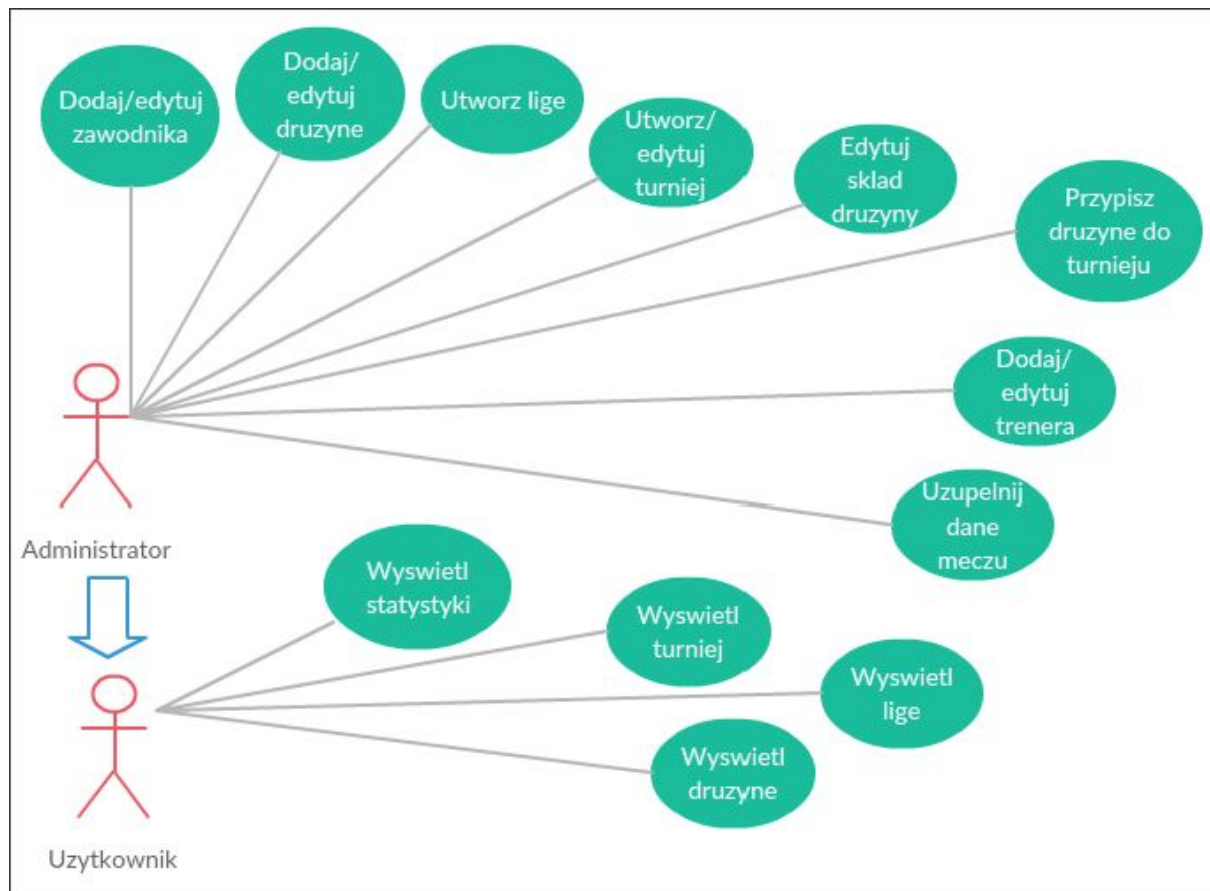 Dodaj/edytuj
zawodnika
Dodaj/
edytuj
druzyne
Utworz lige
Utworz/
edytuj
turniej
Edytuj
sklad
druzyny
Przypisz
druzyne do
turnieju
Dodaj/
edytuj
trenera
Uzupelnij
dane
meczu
Administrator
Wyswietl
statystyki
Wyswietl
turniej
Wyswietl
lige
Wyswietl
druzyne
Uzytkownik